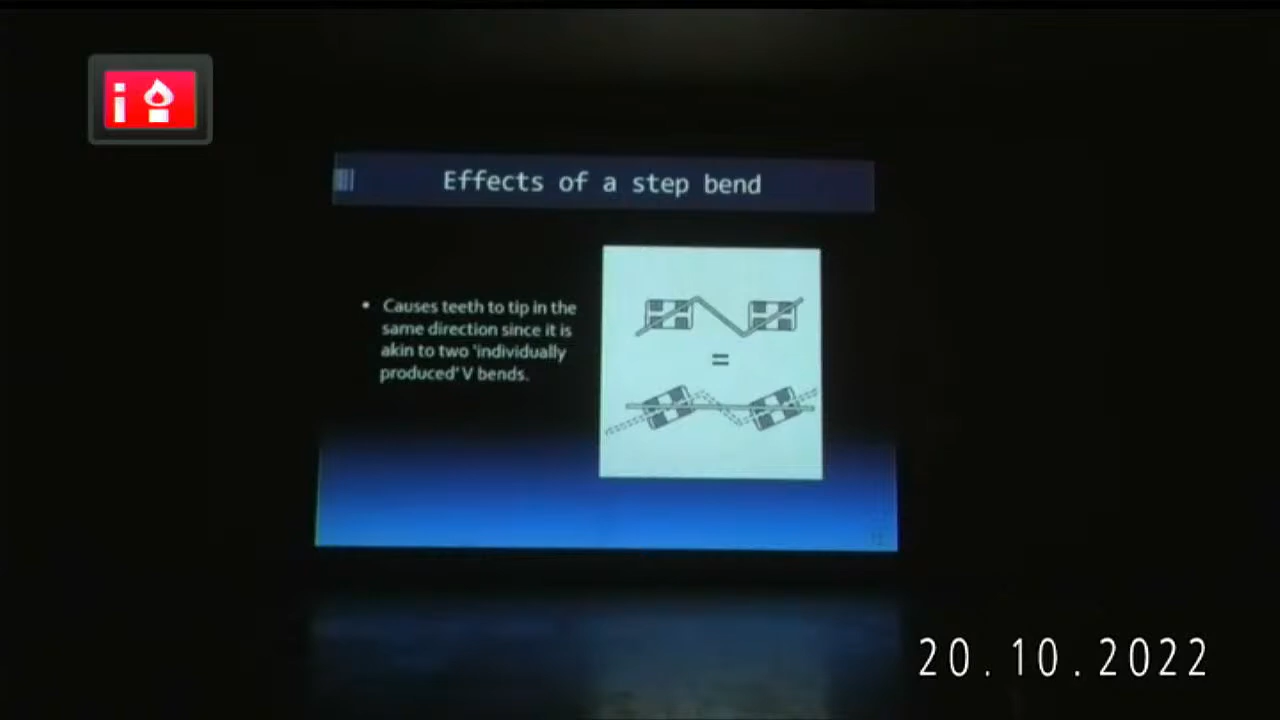 Effects of a step bend
• Causes teeth to tip in the
same direction since it is
akin to two 'individually
produced' V bends.
=
20.10.2022